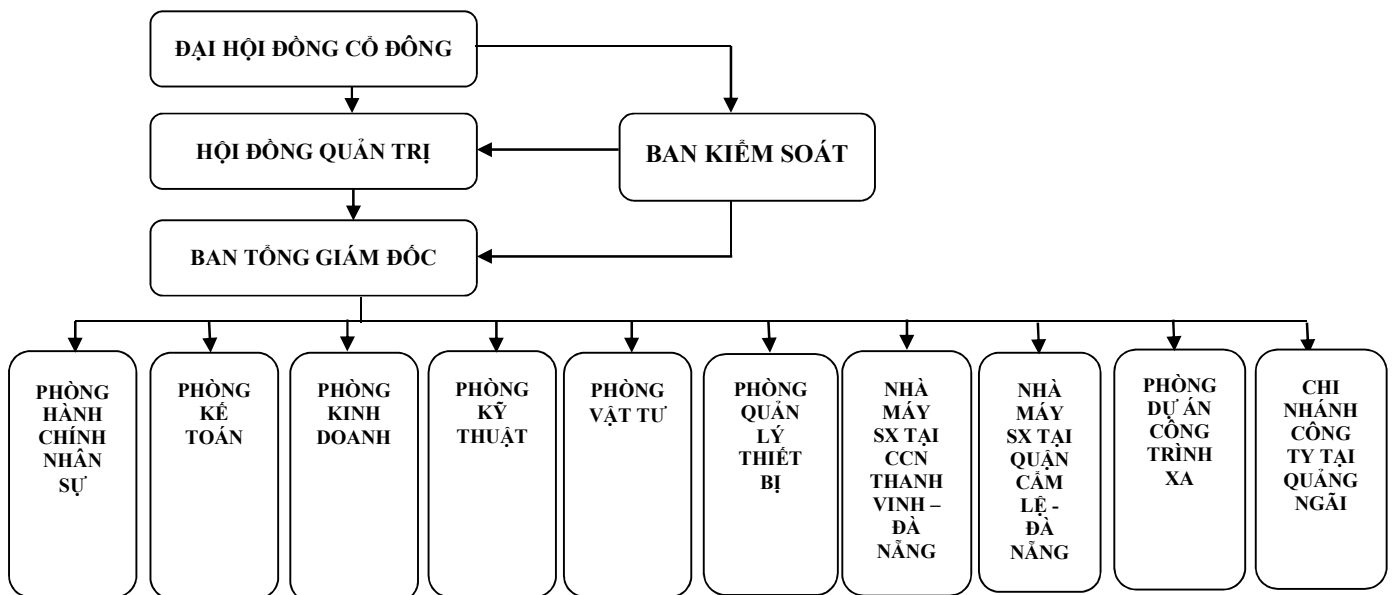 ĐẠI HỘI ĐỒNG CỔ ĐÔNG
HỘI ĐỒNG QUẢN TRỊ
BAN KIỂM SOÁT
BAN TỔNG GIÁM ĐỐC
PHÒNG
HÀNH
CHÍNH
NHÂN
SỰ
PHÒNG
KẾ
TOÁN
PHÒNG
KINH
DOANH
PHÒNG
KỸ
THUẬT
PHÒNG
VẬT TƯ
PHÒNG
QUẢN
LÝ
THIẾT
BỊ
NHÀ
MÁY
SX TẠI
CCN
THANH
VINH –
ĐÀ
NẴNG
NHÀ
MÁY
SX TẠI
QUẬN
CẨM
LỆ -
ĐÀ
NẴNG
PHÒNG
DỰ ÁN
CÔNG
TRÌNH
XA
CHI
NHÁNH
CÔNG
TY TẠI
QUẢNG
NGÃI